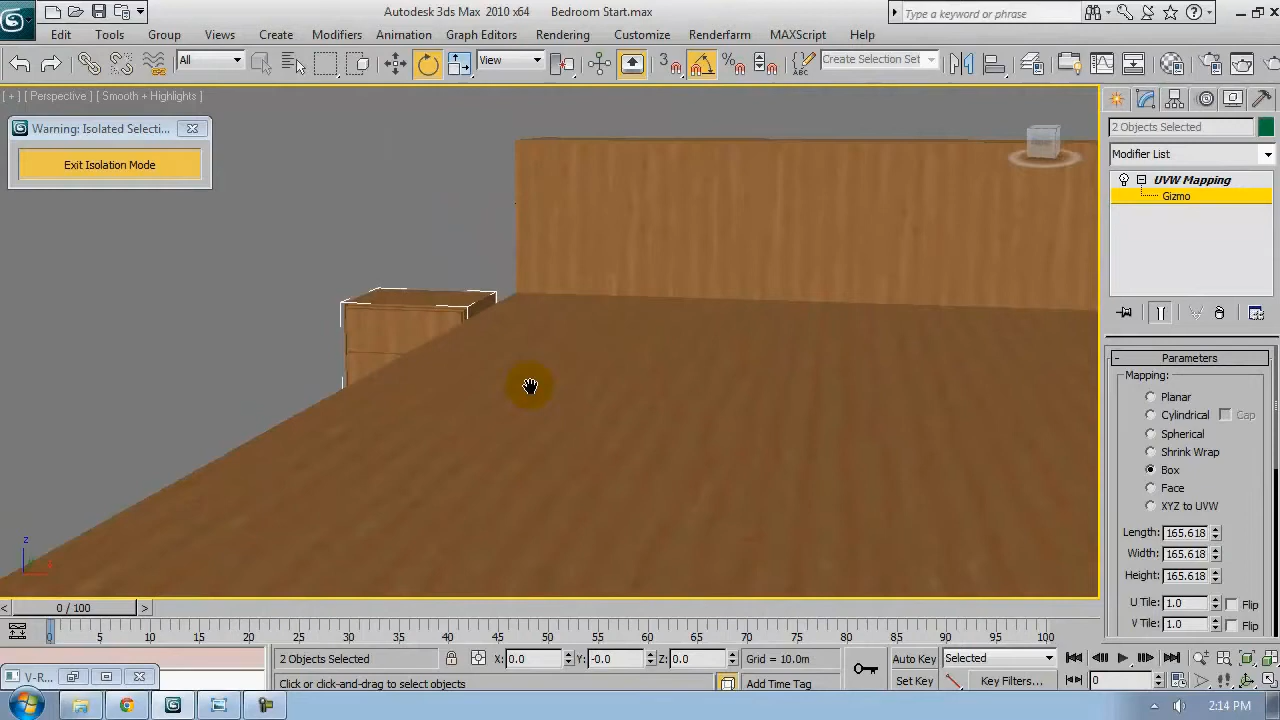 Autodesk 3ds Max 2010 x64 Bedroom Start.max
Type a keyword or phrase
Edit Tools Group Views Create Modifiers Animation Graph Editors Rendering Customize MAXScript Renderfarm Help
All View Create Selection Set
[ + ] [ Perspective ] [ Smooth + Highlights ]
Warning: Isolated Selecti...
Exit Isolation Mode
2 Objects Selected
Modifier List
UVW Mapping
Gizmo
Parameters
Mapping:
Planar
Cylindrical Cap
Spherical
Shrink Wrap
Box
Face
XYZ to UVW
Length: 165.618
Width: 165.618
Height: 165.618
U Tile: 1.0 Flip
V Tile: 1.0 Flip
z
< 0 / 100 >
0 5 10 15 20 25 30 35 40 45 50 55 60 65 70 75 80 85 90 95 100
2 Objects Selected X: 0.0 Y: -0.0 Z: 0.0 Grid = 10.0m Auto Key Selected
V-R... Click or click-and-drag to select objects Add Time Tag Set Key Key Filters... 0
2:14 PM